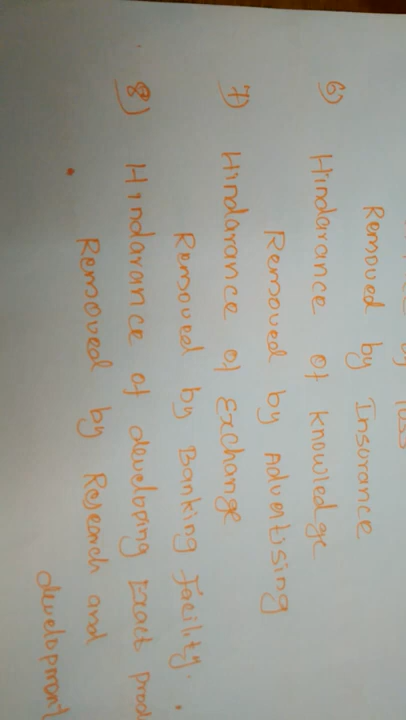 Removed by Insurance
6) Hindarance of knowledge
Removed by Advertising
7) Hindarance of Exchange
Removed by Banking facility.
8) Hindarance of developing Exact prod
Removed by Research and
development